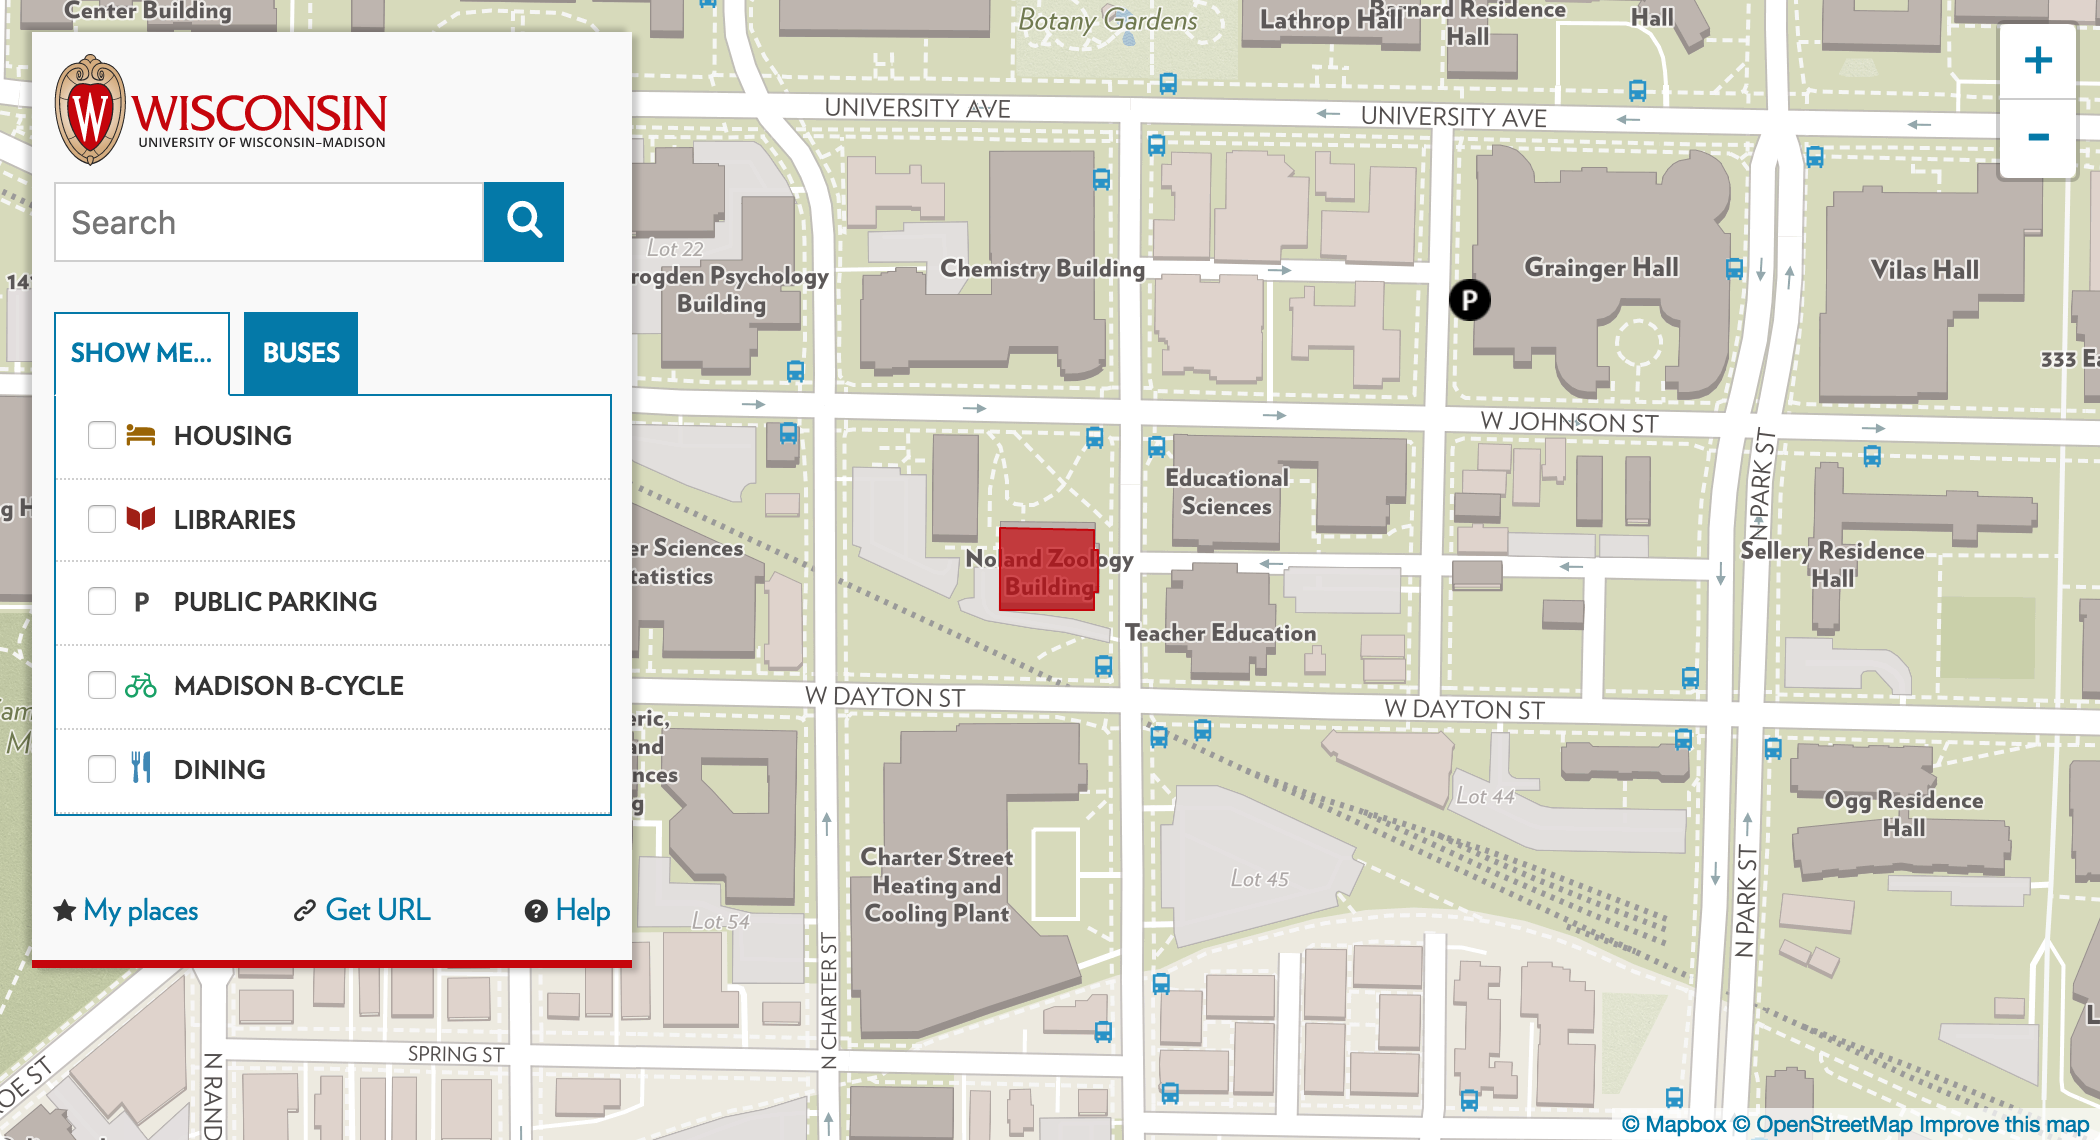 W
WISCONSIN
UNIVERSITY OF WISCONSIN–MADISON
Search
SHOW ME...
BUSES
HOUSING
LIBRARIES
P PUBLIC PARKING
MADISON B-CYCLE
DINING
My places
Get URL
? Help
Center Building
Botany Gardens
Lathrop Hall
Barnard Residence
Hall
Hall
+
-
UNIVERSITY AVE
UNIVERSITY AVE
Lot 22
rogden Psychology
Building
Chemistry Building
P
Grainger Hall
Vilas Hall
333 Ea
14
W JOHNSON ST
N PARK ST
Educational
Sciences
er Sciences
tatistics
Noland Zoology
Building
Sellery Residence
Hall
Teacher Education
g H
W DAYTON ST
W DAYTON ST
eric,
and
nces
g
Lot 44
Ogg Residence
Hall
Charter Street
Heating and
Cooling Plant
Lot 45
Lot 54
N PARK ST
N CHARTER ST
SPRING ST
N RAND
OE ST
© Mapbox © OpenStreetMap Improve this map